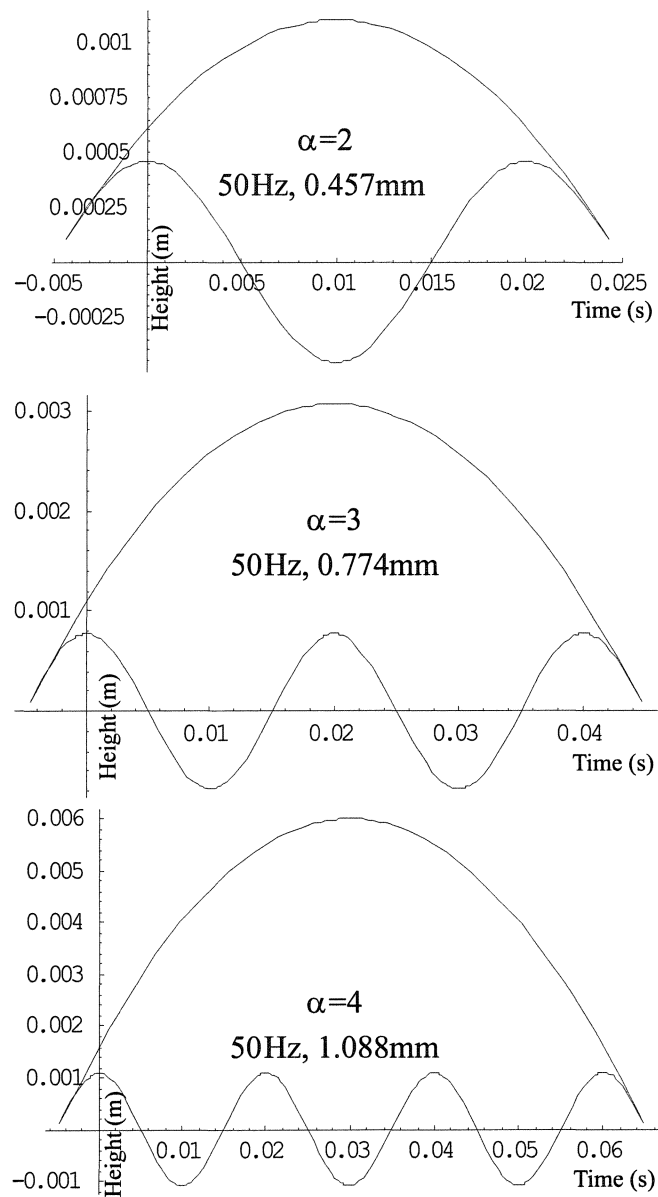 0.001
0.00075
0.0005
0.00025
α=2
50Hz, 0.457mm
-0.005
0.005
0.01
0.015
0.02
0.025
-0.00025
Height (m)
Time (s)
0.003
0.002
0.001
α=3
50Hz, 0.774mm
0.01
0.02
0.03
0.04
Height (m)
Time (s)
0.006
0.005
0.004
0.003
0.002
0.001
α=4
50Hz, 1.088mm
0.01
0.02
0.03
0.04
0.05
0.06
-0.001
Height (m)
Time (s)